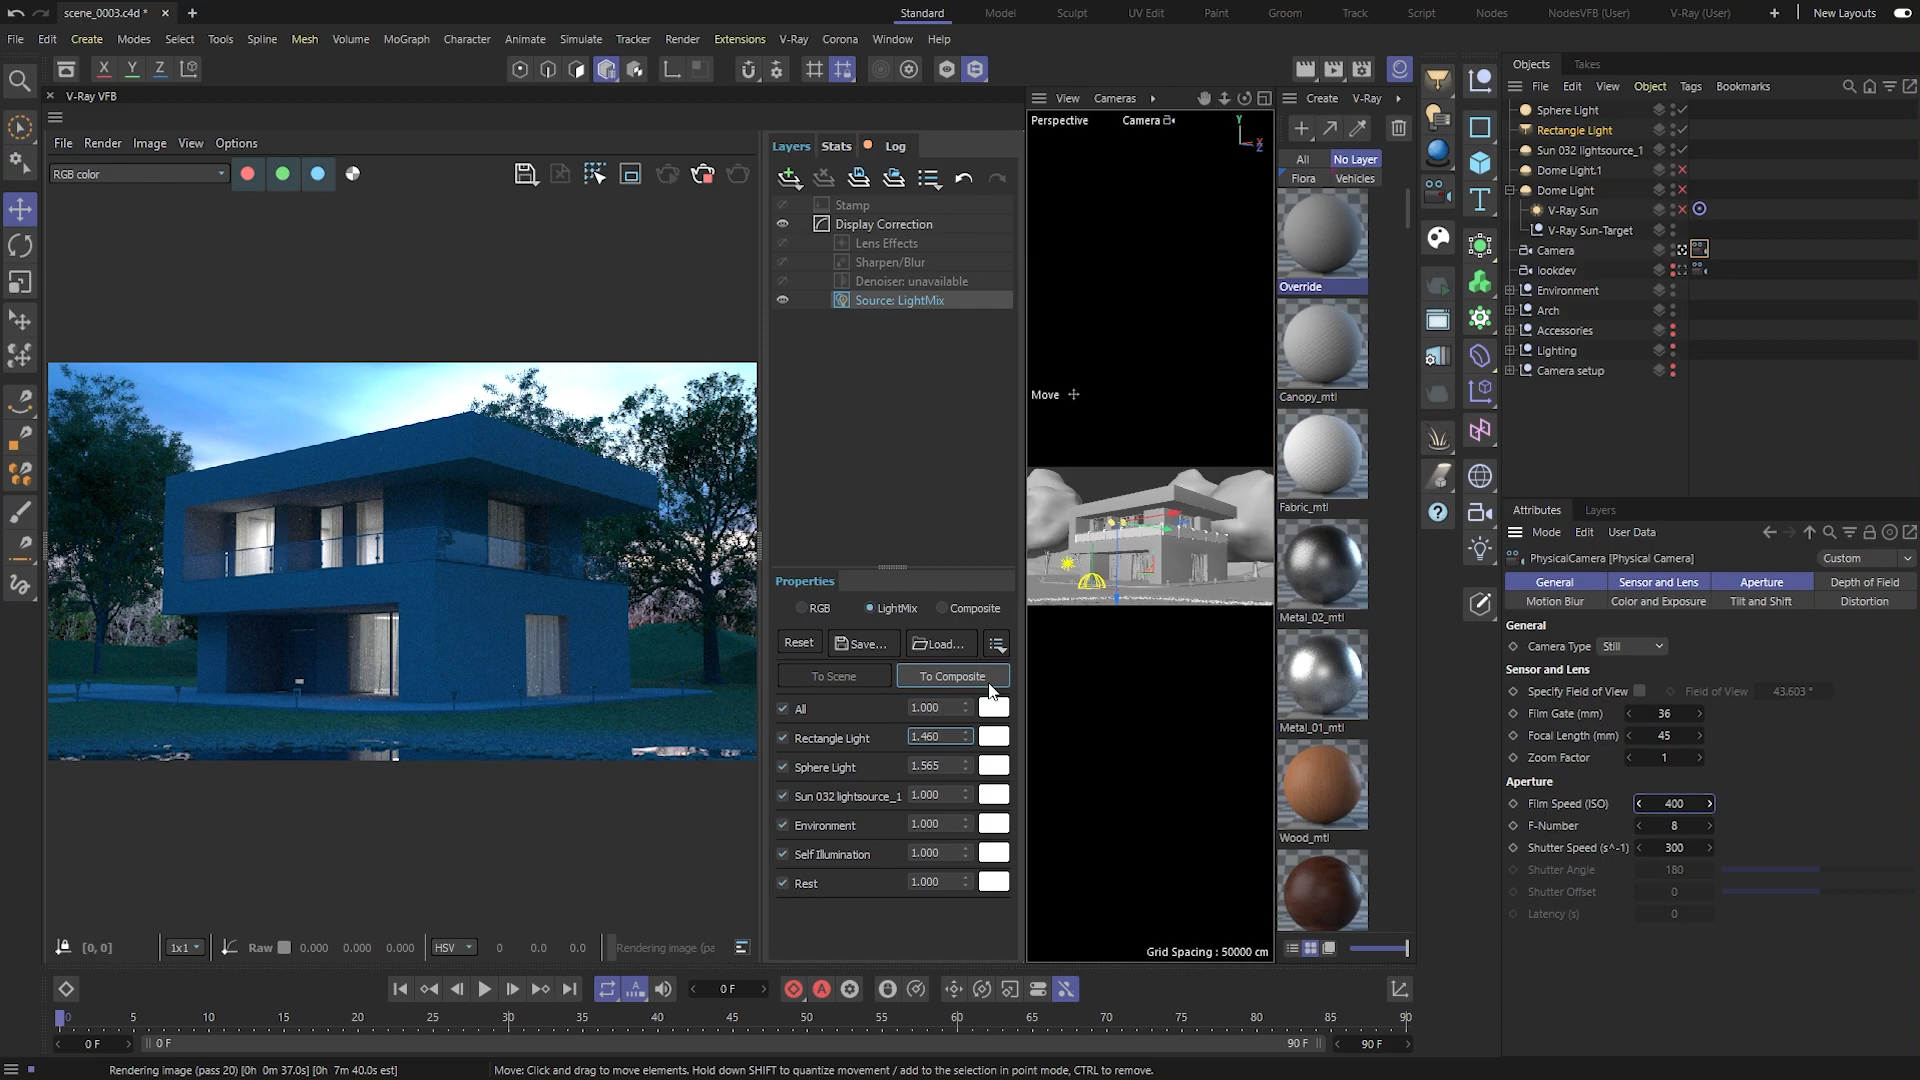 scene_0003.c4d *
Standard
Model
Sculpt
UV Edit
Paint
Groom
Track
Script
Nodes
NodesVFB (User)
V-Ray (User)
New Layouts
File Edit Create Modes Select Tools Spline Mesh Volume MoGraph Character Animate Simulate Tracker Render Extensions V-Ray Corona Window Help
X Y Z
V-Ray VFB
File Render Image View Options
RGB color
Layers Stats Log
Stamp
Display Correction
Lens Effects
Sharpen/Blur
Denoiser: unavailable
Source: LightMix
Properties
RGB LightMix Composite
Reset Save... Load...
To Scene To Composite
All 1.000
Rectangle Light 1.460
Sphere Light 1.565
Sun 032 lightsource_1 1.000
Environment 1.000
Self Illumination 1.000
Rest 1.000
[0, 0] 1x1 Raw 0.000 0.000 0.000 HSV 0 0.0 0.0 Rendering image (pa
View Cameras
Perspective Camera
Y
X
Z
Move
Grid Spacing : 50000 cm
Create V-Ray
All No Layer
Flora Vehicles
Override
Canopy_mtl
Fabric_mtl
Metal_02_mtl
Metal_01_mtl
Wood_mtl
Objects Takes
File Edit View Object Tags Bookmarks
Sphere Light
Rectangle Light
Sun 032 lightsource_1
Dome Light.1
Dome Light
V-Ray Sun
V-Ray Sun-Target
Camera
lookdev
Environment
Arch
Accessories
Lighting
Camera setup
Attributes Layers
Mode Edit User Data
PhysicalCamera [Physical Camera] Custom
General Sensor and Lens Aperture Depth of Field
Motion Blur Color and Exposure Tilt and Shift Distortion
General
Camera Type Still
Sensor and Lens
Specify Field of View Field of View 43.603 °
Film Gate (mm) 36
Focal Length (mm) 45
Zoom Factor 1
Aperture
Film Speed (ISO) 400
F-Number 8
Shutter Speed (s^-1) 300
Shutter Angle 180
Shutter Offset 0
Latency (s) 0
0 F
0 5 10 15 20 25 30 35 40 45 50 55 60 65 70 75 80 85 90
0 F 0 F 90 F 90 F
Rendering image (pass 20) [0h 0m 37.0s] [0h 7m 40.0s est]
Move: Click and drag to move elements. Hold down SHIFT to quantize movement / add to the selection in point mode, CTRL to remove.